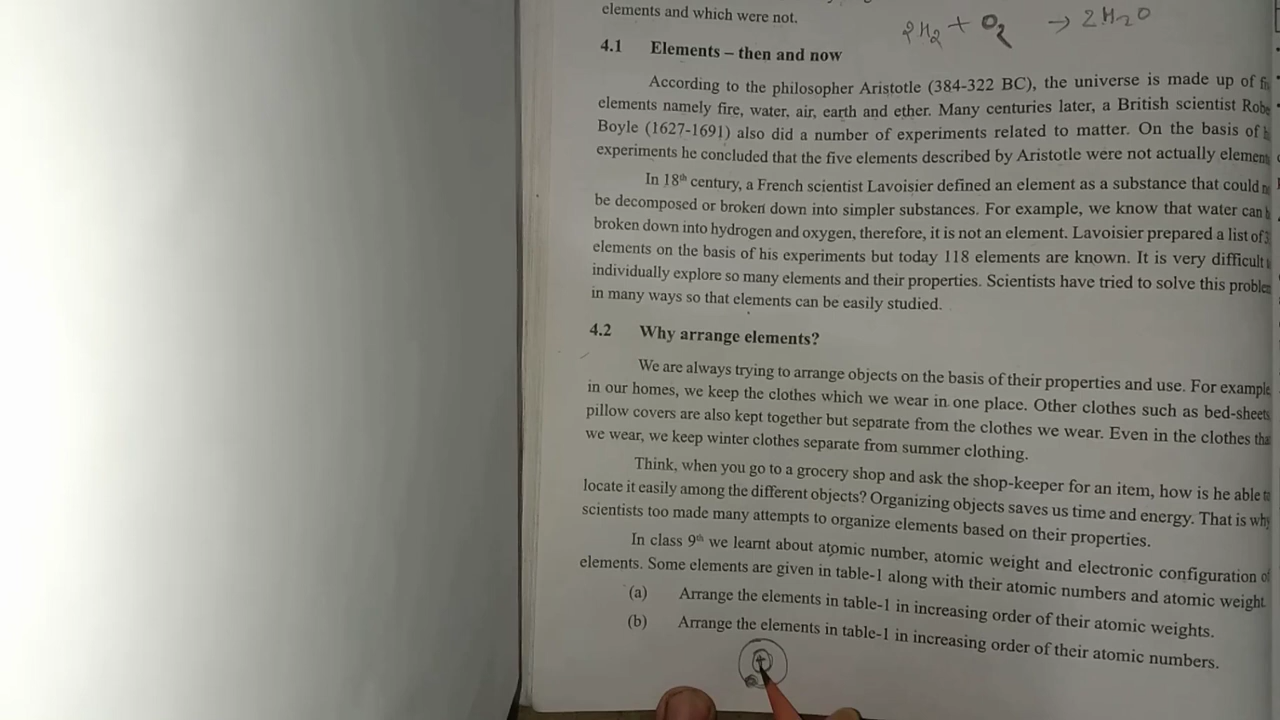 elements and which were not.
2H2 + O2 → 2H2O
4.1 Elements – then and now
According to the philosopher Aristotle (384-322 BC), the universe is made up of
elements namely fire, water, air, earth and ether. Many centuries later, a British scientist
Boyle (1627-1691) also did a number of experiments related to matter. On the basis of
experiments he concluded that the five elements described by Aristotle were not actually
In 18th century, a French scientist Lavoisier defined an element as a substance that could
be decomposed or broken down into simpler substances. For example, we know that water can
broken down into hydrogen and oxygen, therefore, it is not an element. Lavoisier prepared a list of
elements on the basis of his experiments but today 118 elements are known. It is very difficult
individually explore so many elements and their properties. Scientists have tried to solve this
in many ways so that elements can be easily studied.
4.2 Why arrange elements?
We are always trying to arrange objects on the basis of their properties and use. For example
in our homes, we keep the clothes which we wear in one place. Other clothes such as bed-sheets
pillow covers are also kept together but separate from the clothes we wear. Even in the clothes
we wear, we keep winter clothes separate from summer clothing.
Think, when you go to a grocery shop and ask the shop-keeper for an item, how is he able
locate it easily among the different objects? Organizing objects saves us time and energy. That is why
scientists too made many attempts to organize elements based on their properties.
In class 9th we learnt about atomic number, atomic weight and electronic configuration of
elements. Some elements are given in table-1 along with their atomic numbers and atomic weight
(a) Arrange the elements in table-1 in increasing order of their atomic weights.
(b) Arrange the elements in table-1 in increasing order of their atomic numbers.